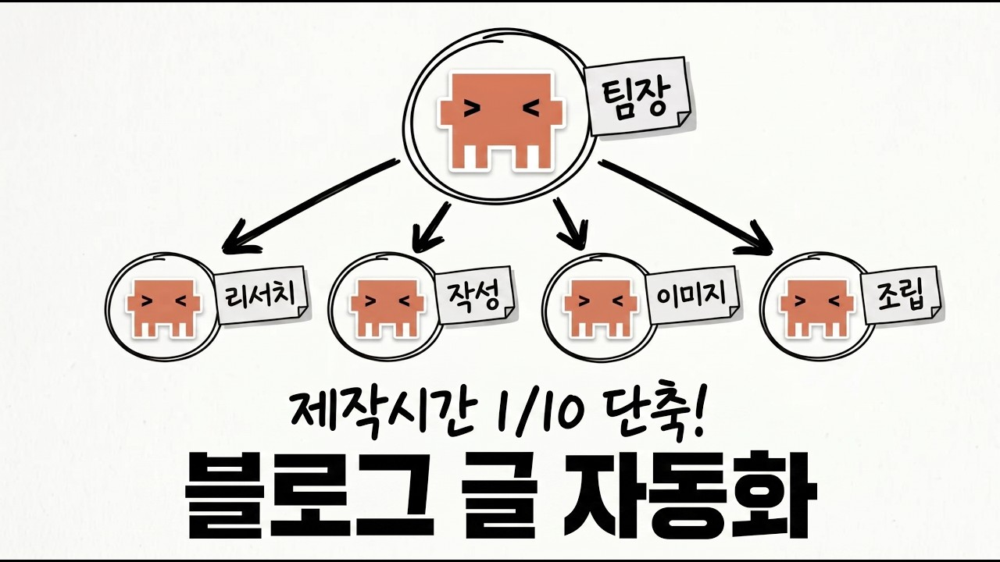 팀장
리서치
작성
이미지
조립
제작시간 1/10 단축!
블로그 글 자동화